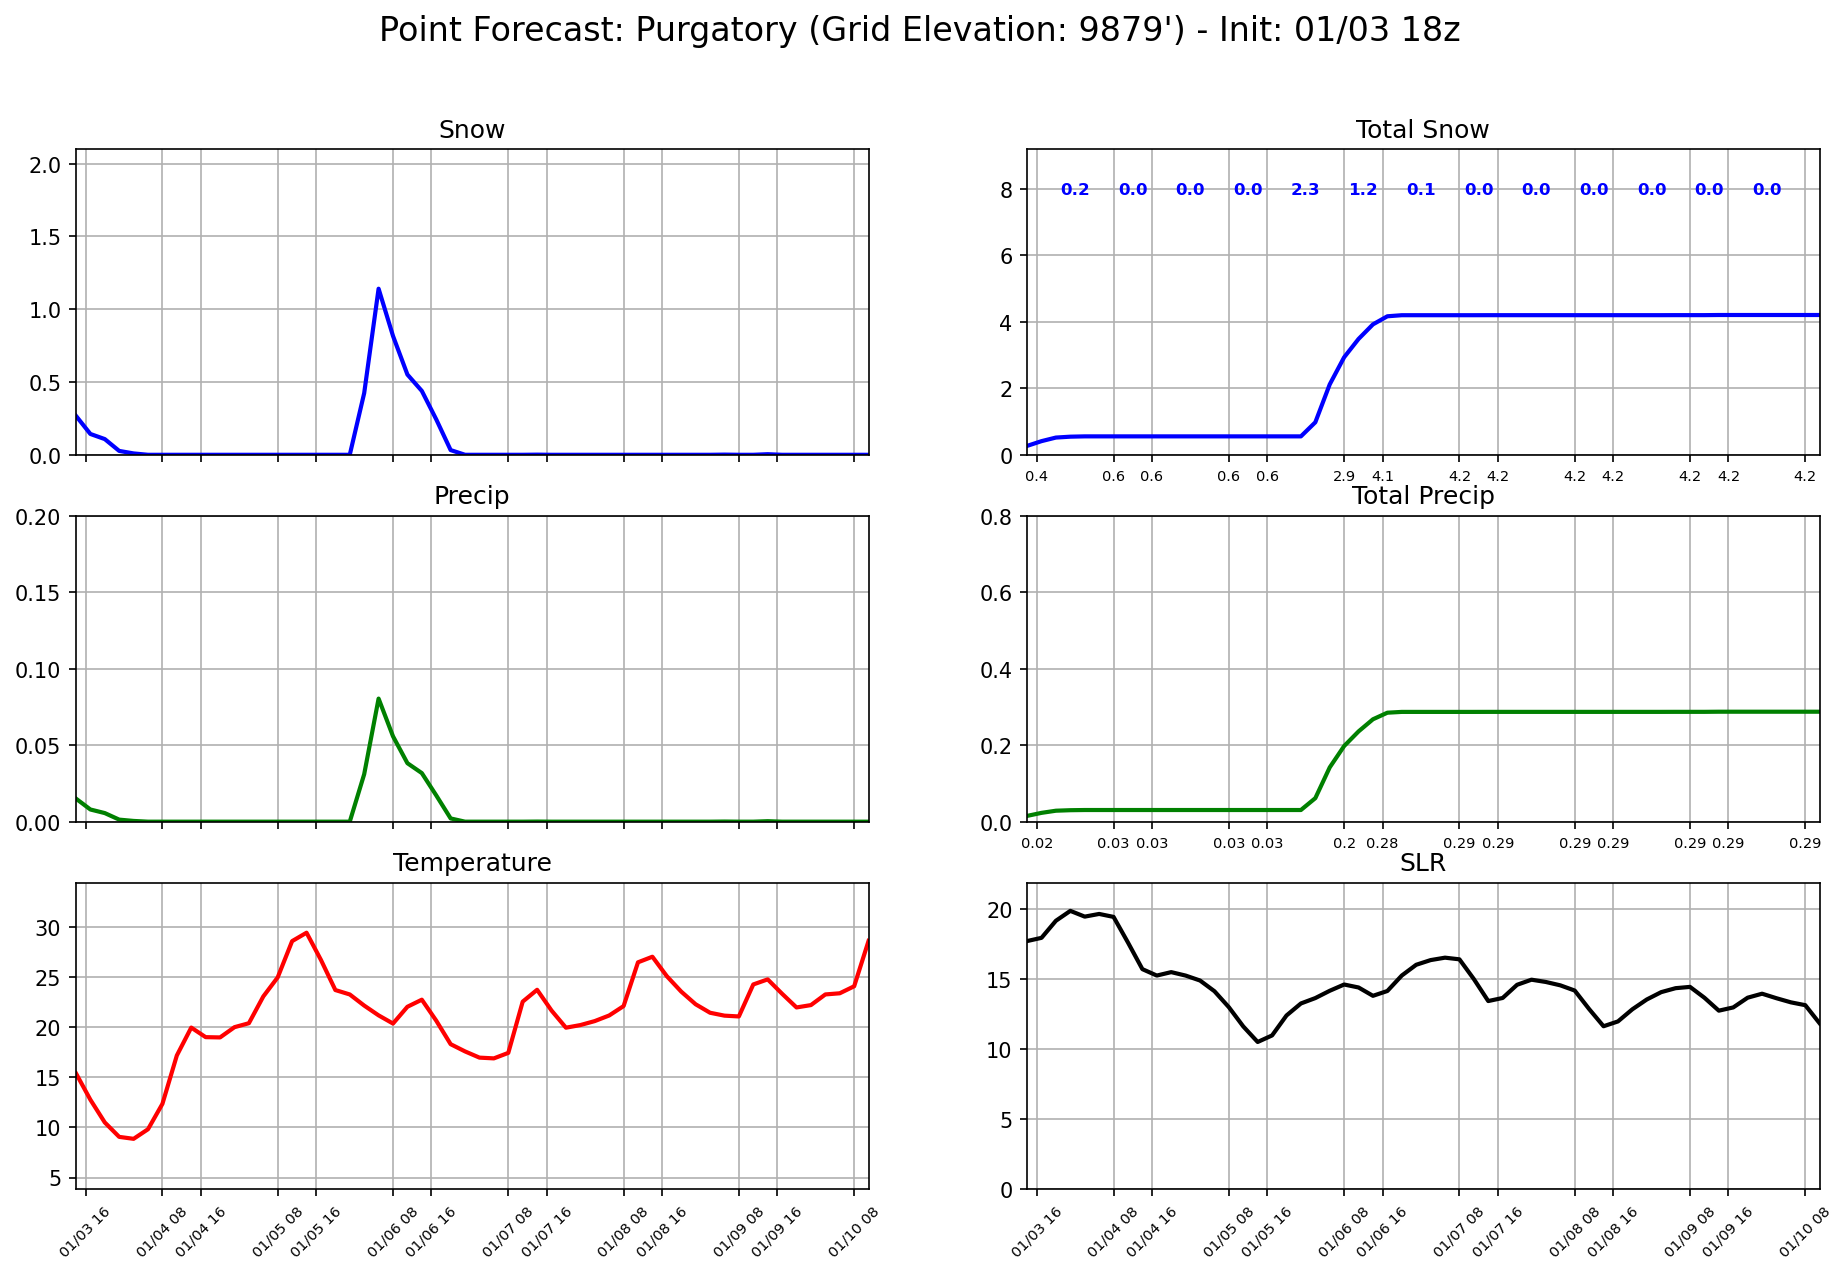 Point Forecast: Purgatory (Grid Elevation: 9879') - Init: 01/03 18z
Snow
2.0
1.5
1.0
0.5
0.0
Total Snow
0.2 0.0 0.0 0.0 2.3 1.2 0.1 0.0 0.0 0.0 0.0 0.0 0.0
8
6
4
2
0
0.4 0.6 0.6 0.6 0.6 2.9 4.1 4.2 4.2 4.2 4.2 4.2 4.2 4.2
Precip
0.20
0.15
0.10
0.05
0.00
Total Precip
0.8
0.6
0.4
0.2
0.0
0.02 0.03 0.03 0.03 0.03 0.2 0.28 0.29 0.29 0.29 0.29 0.29 0.29 0.29
Temperature
30
25
20
15
10
5
01/03 16 01/04 08 01/04 16 01/05 08 01/05 16 01/06 08 01/06 16 01/07 08 01/07 16 01/08 08 01/08 16 01/09 08 01/09 16 01/10 08
SLR
20
15
10
5
0
01/03 16 01/04 08 01/04 16 01/05 08 01/05 16 01/06 08 01/06 16 01/07 08 01/07 16 01/08 08 01/08 16 01/09 08 01/09 16 01/10 08